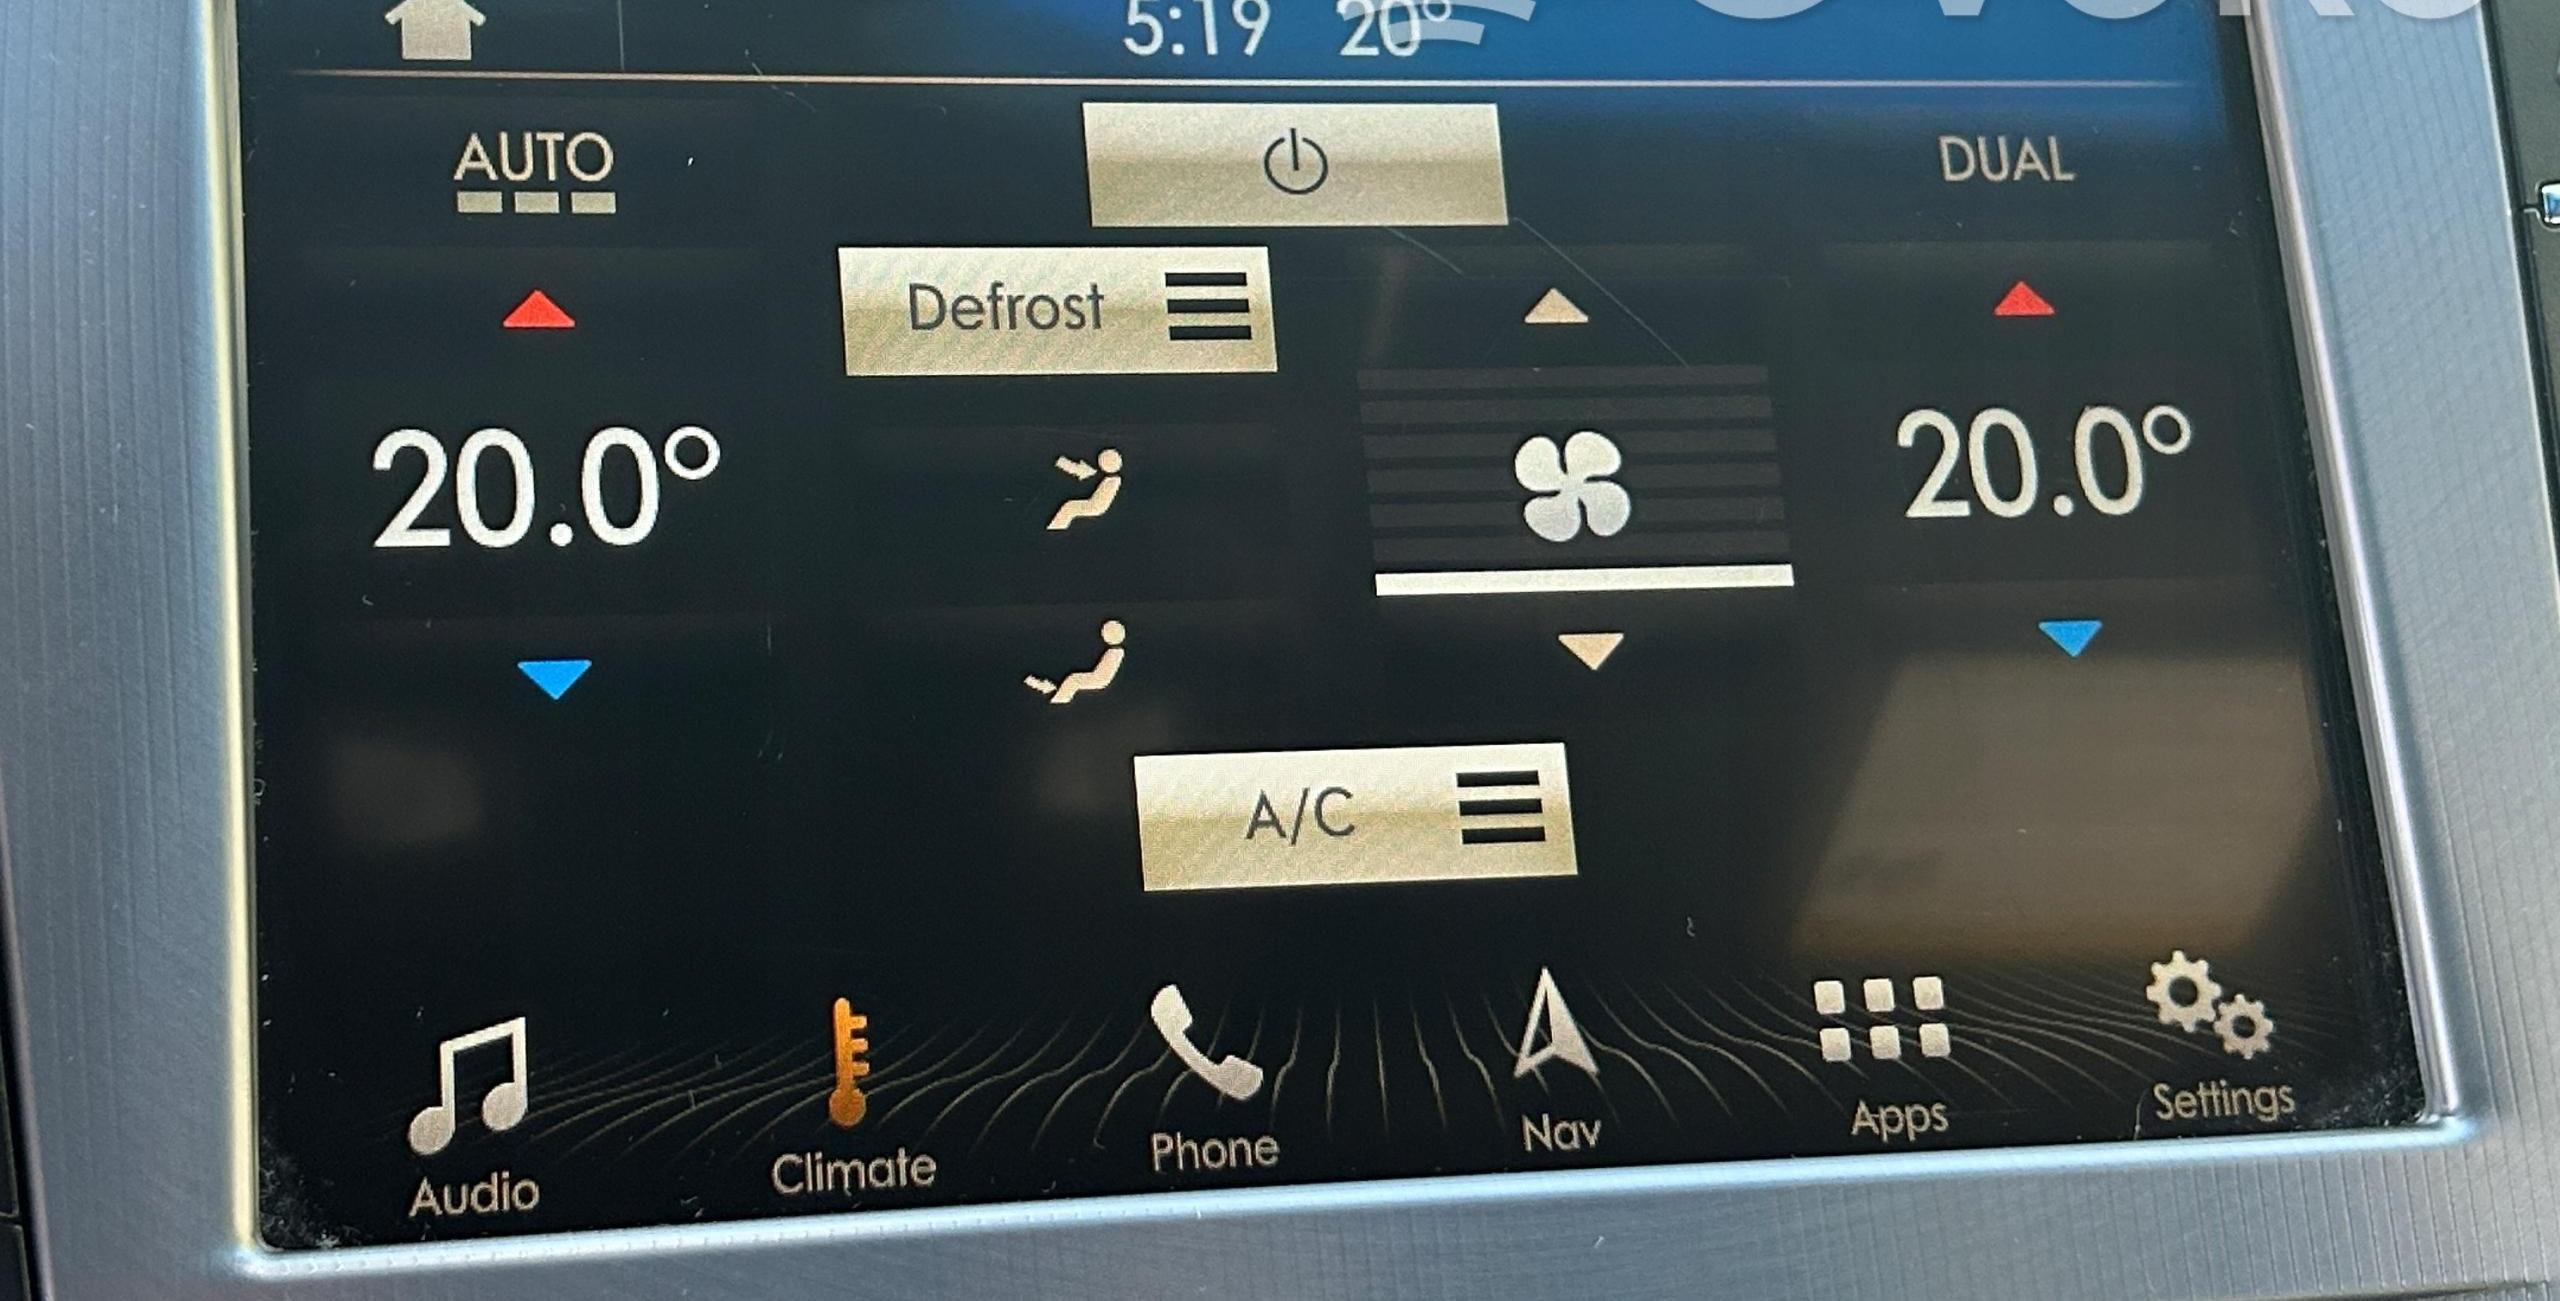 5:19 20°
AUTO
DUAL
Defrost
20.0°
20.0°
A/C
Audio
Climate
Phone
Nav
Apps
Settings